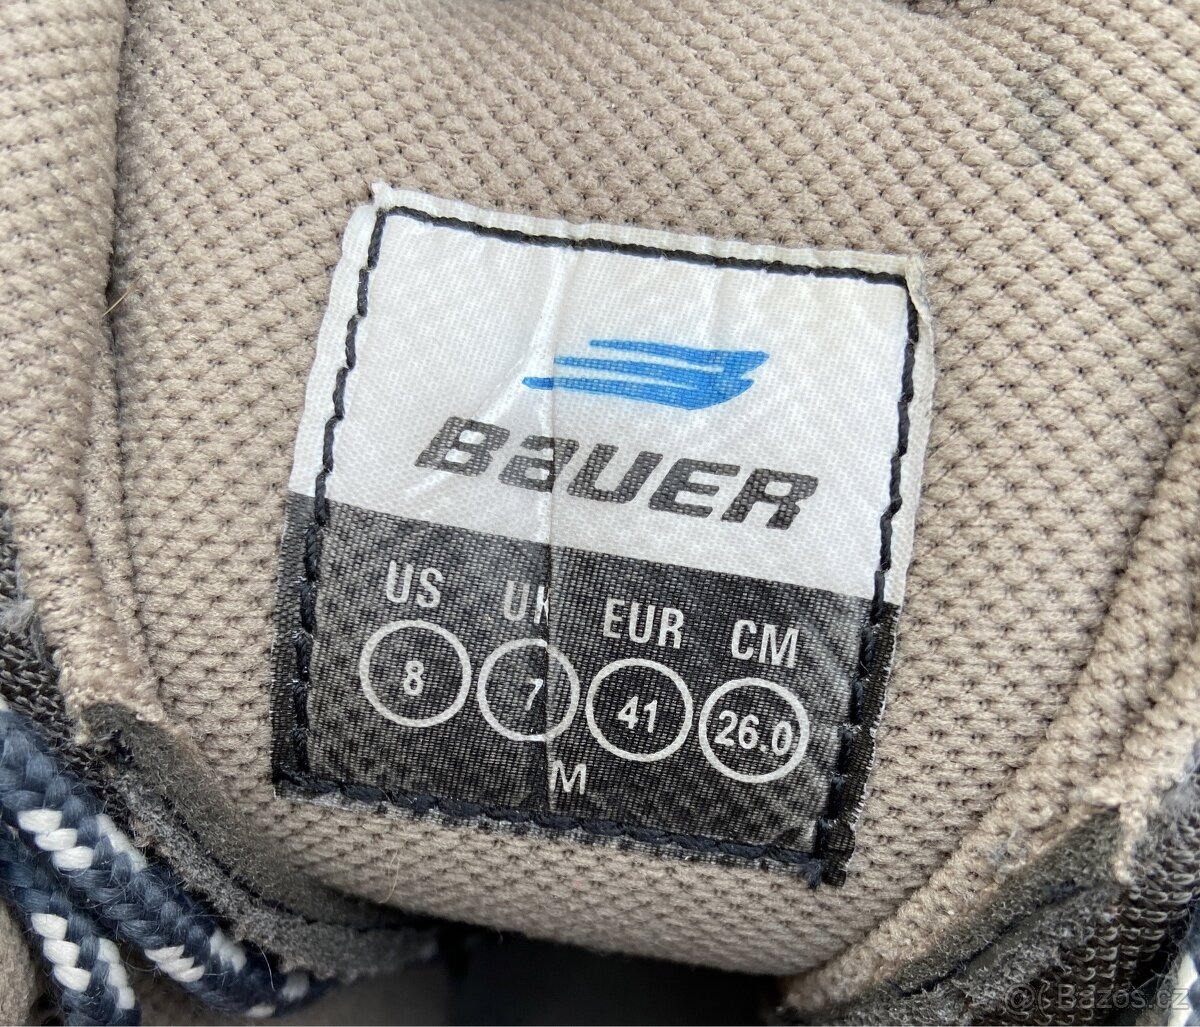 BAUER
US UK EUR CM
8 7 41 26.0
M
Bazos.cz